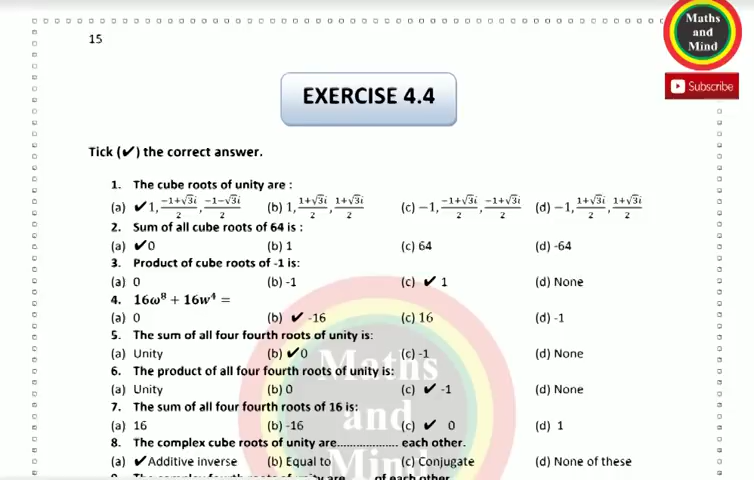 Maths
and
Mind
Subscribe
15
EXERCISE 4.4
Tick (✔) the correct answer.
1. The cube roots of unity are :
(a) ✔1, (−1+√3i)/2, (−1−√3i)/2 (b) 1, (1+√3i)/2, (1+√3i)/2 (c) −1, (−1+√3i)/2, (−1+√3i)/2 (d) −1, (1+√3i)/2, (1+√3i)/2
2. Sum of all cube roots of 64 is :
(a) ✔0 (b) 1 (c) 64 (d) -64
3. Product of cube roots of -1 is:
(a) 0 (b) -1 (c) ✔ 1 (d) None
4. 16ω⁸ + 16w⁴ =
(a) 0 (b) ✔ -16 (c) 16 (d) -1
5. The sum of all four fourth roots of unity is:
(a) Unity (b) ✔0 (c) -1 (d) None
6. The product of all four fourth roots of unity is:
(a) Unity (b) 0 (c) ✔ -1 (d) None
7. The sum of all four fourth roots of 16 is:
(a) 16 (b) -16 (c) ✔ 0 (d) 1
8. The complex cube roots of unity are.................... each other.
(a) ✔Additive inverse (b) Equal to (c) Conjugate (d) None of these
Maths
and
Mind